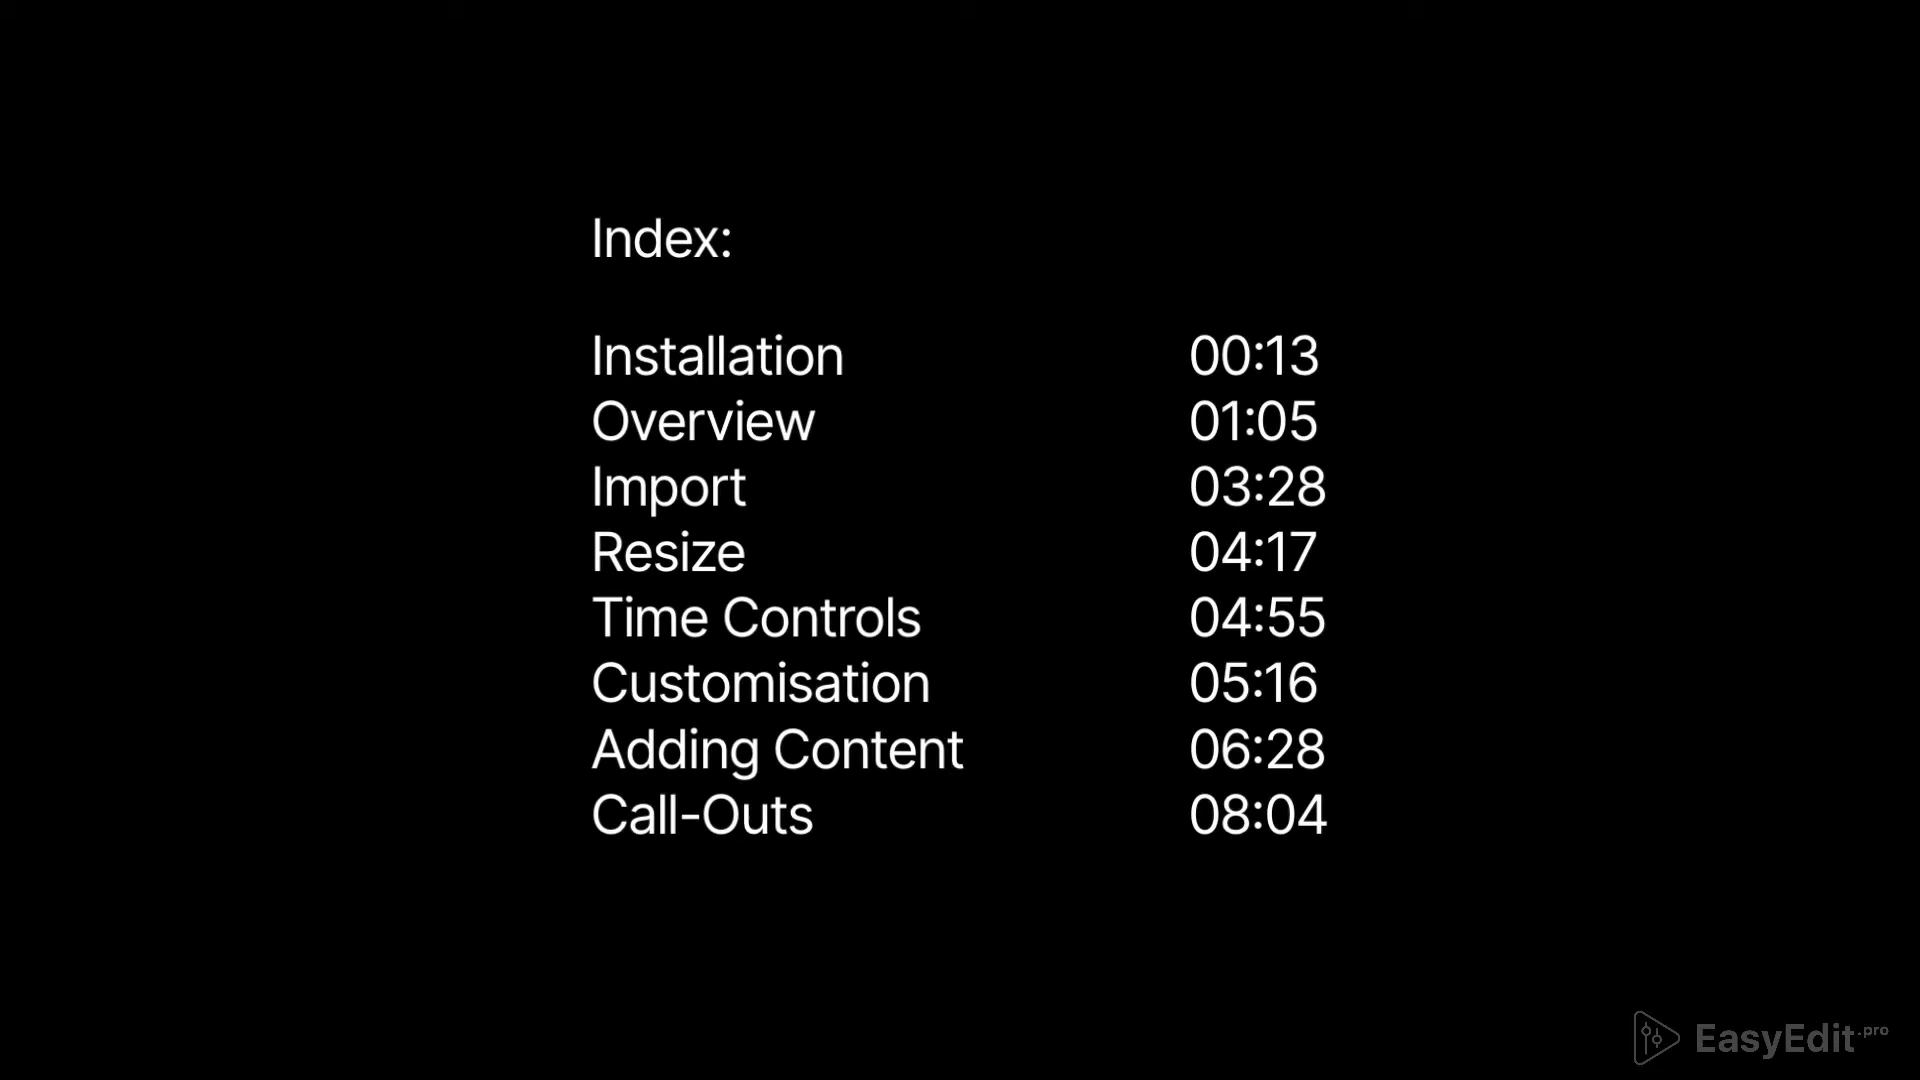 Index:
Installation 00:13
Overview 01:05
Import 03:28
Resize 04:17
Time Controls 04:55
Customisation 05:16
Adding Content 06:28
Call-Outs 08:04
EasyEdit.pro